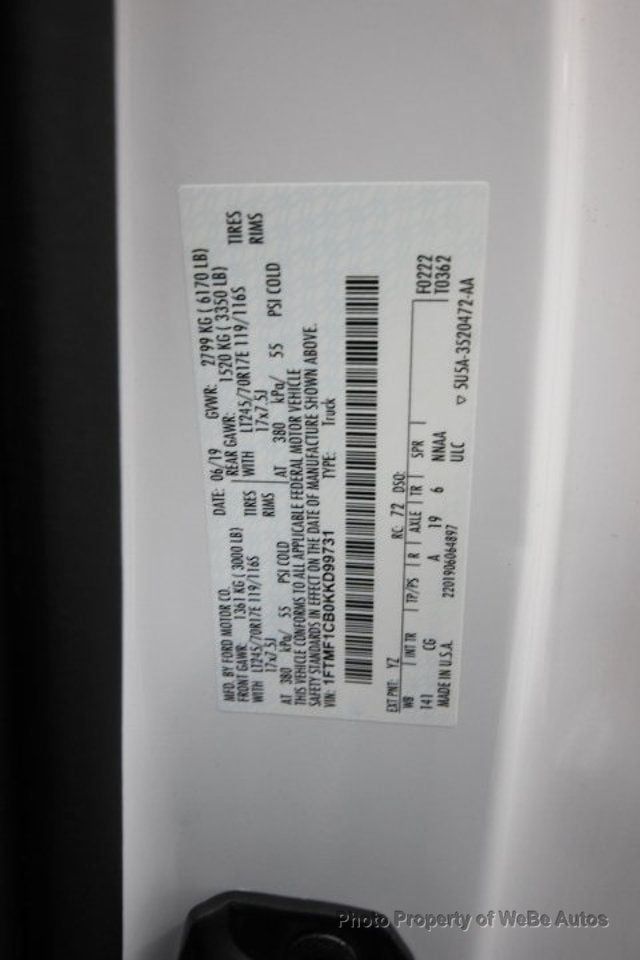 MFD. BY FORD MOTOR CO.
DATE: 06/19 GVWR: 2799 KG ( 6170 LB)
FRONT GAWR: 1361 KG ( 3000 LB) REAR GAWR: 1520 KG ( 3350 LB)
WITH LT245/70R17E 119/116S TIRES WITH LT245/70R17E 119/116S TIRES
17x7.5J RIMS 17x7.5J RIMS
AT 380 kPa/ 55 PSI COLD AT 380 kPa/ 55 PSI COLD
THIS VEHICLE CONFORMS TO ALL APPLICABLE FEDERAL MOTOR VEHICLE
SAFETY STANDARDS IN EFFECT ON THE DATE OF MANUFACTURE SHOWN ABOVE.
VIN: 1FTMF1CB0KKD99731 TYPE: Truck
EXT PNT: YZ RC: 72 DSO:
WB INT TR TP/PS R AXLE TR SPR F0222
141 CG A 19 6 NNAA T0362
MADE IN U.S.A. 2201906064897 ULC ▽ 5U5A-3520472-AA
Photo Property of WeBe Autos